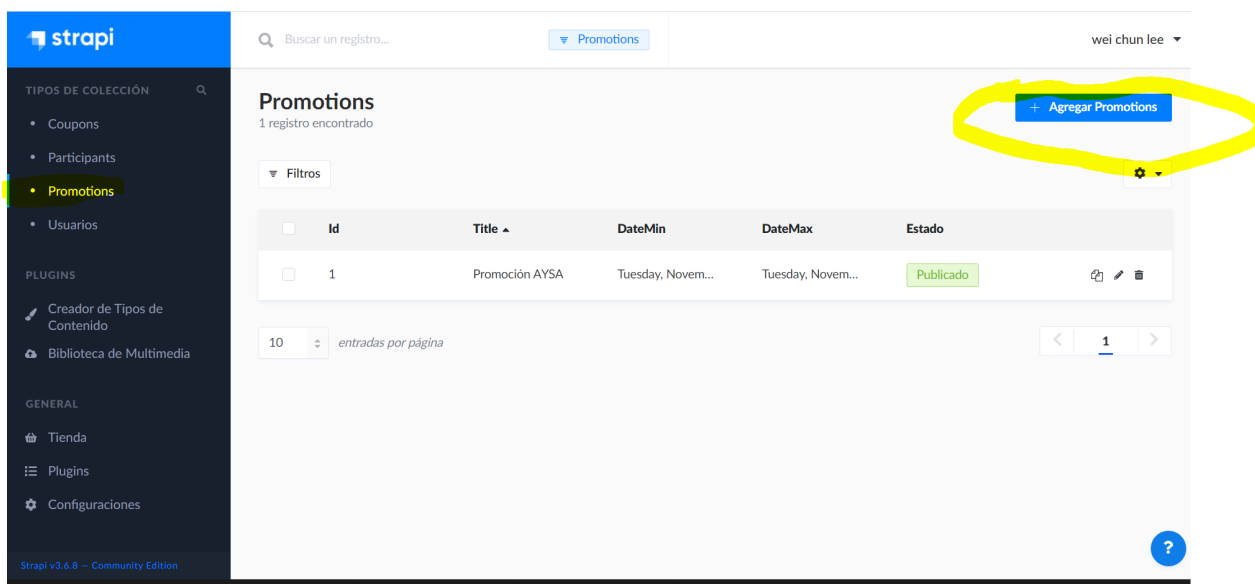 strapi
Buscar un registro...
Promotions
wei chun lee
TIPOS DE COLECCIÓN
Coupons
Participants
Promotions
Usuarios
PLUGINS
Creador de Tipos de
Contenido
Biblioteca de Multimedia
GENERAL
Tienda
Plugins
Configuraciones
Strapi v3.6.8 — Community Edition
Promotions
1 registro encontrado
+ Agregar Promotions
Filtros
Id Title DateMin DateMax Estado
1 Promoción AYSA Tuesday, Novem... Tuesday, Novem... Publicado
10 entradas por página
1
?